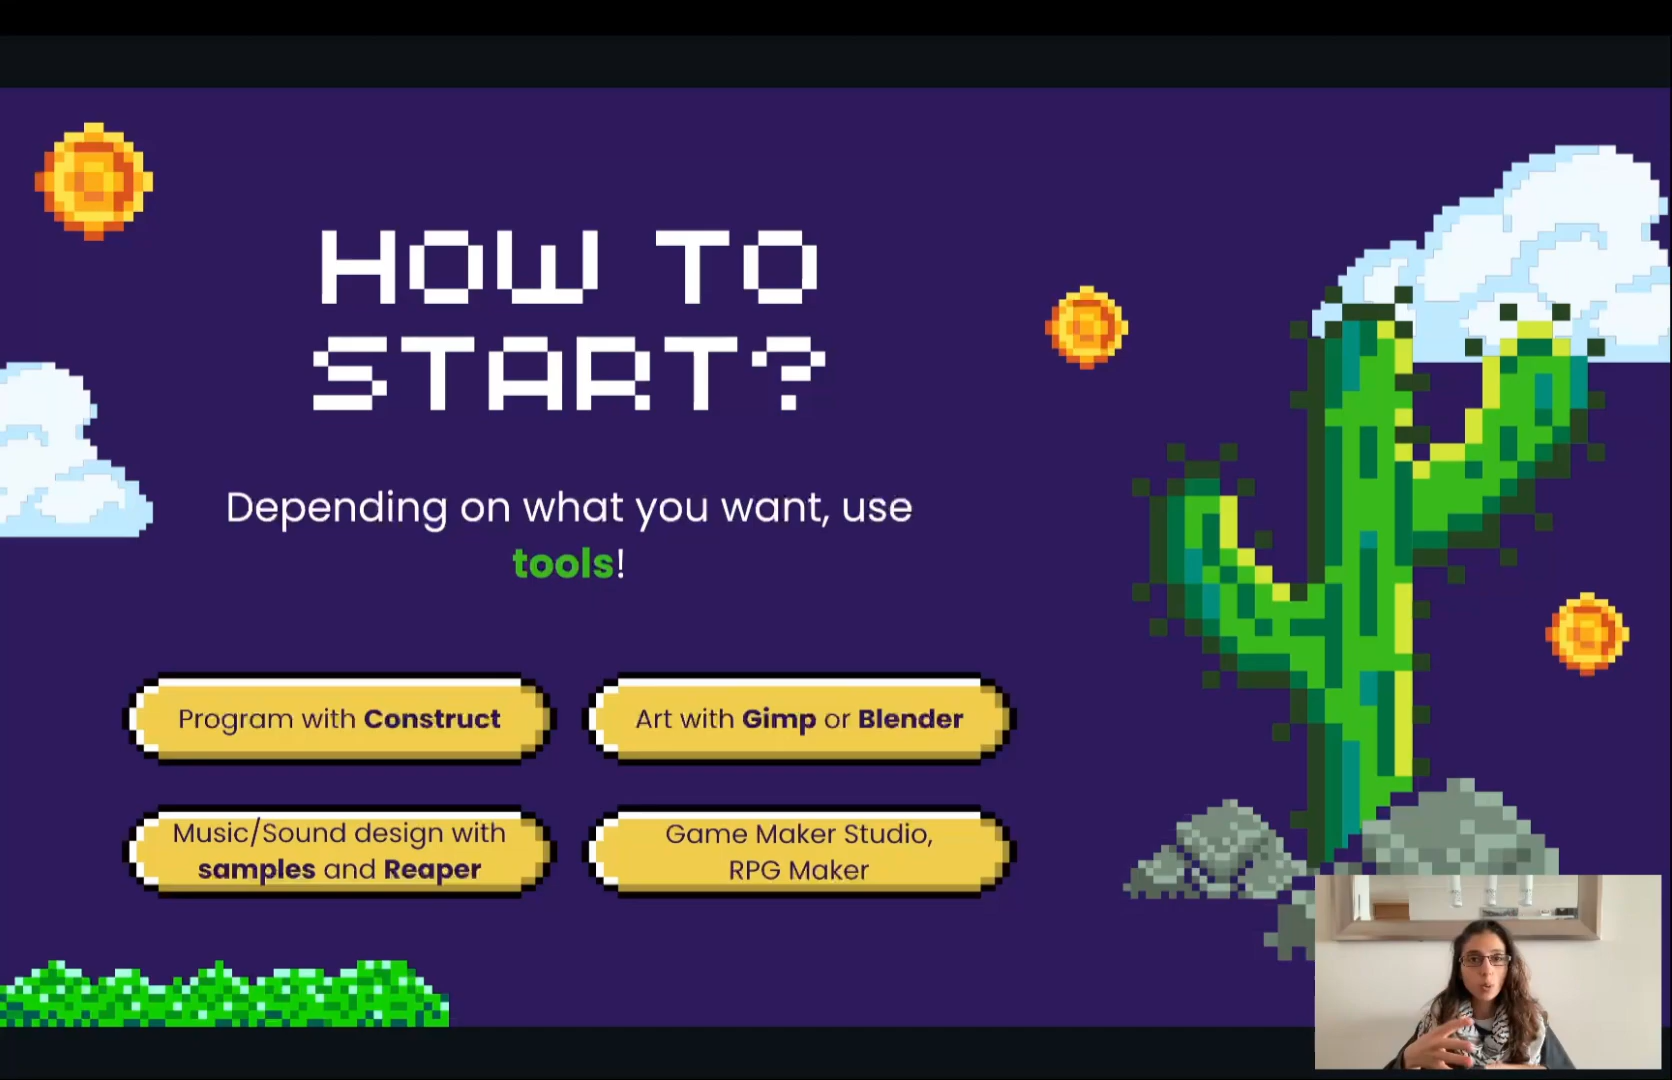 HOW TO
START?
Depending on what you want, use
tools!
Program with Construct
Art with Gimp or Blender
Music/Sound design with
samples and Reaper
Game Maker Studio,
RPG Maker